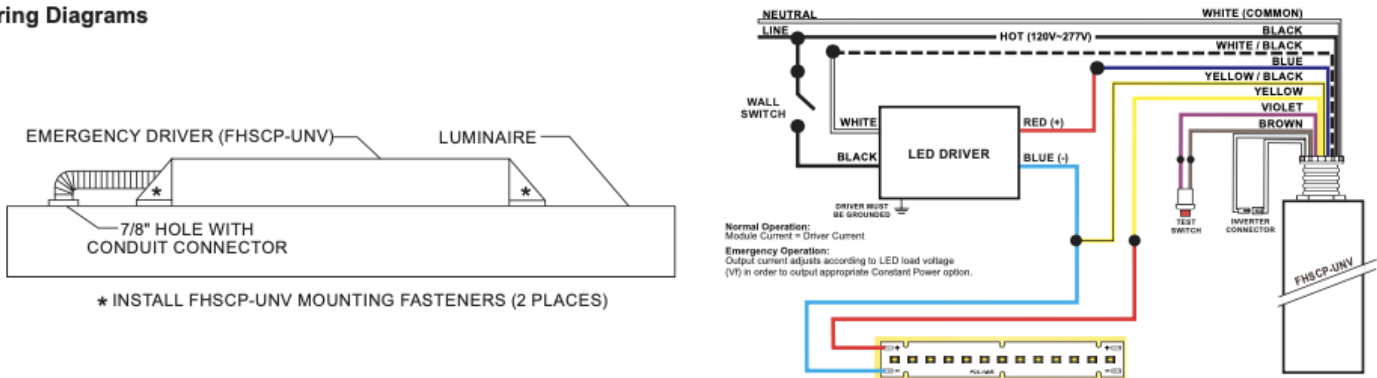 ring Diagrams
EMERGENCY DRIVER (FHSCP-UNV)
LUMINAIRE
*
*
7/8" HOLE WITH
CONDUIT CONNECTOR
* INSTALL FHSCP-UNV MOUNTING FASTENERS (2 PLACES)
NEUTRAL
WHITE (COMMON)
LINE
BLACK
HOT (120V~277V)
WHITE / BLACK
BLUE
YELLOW / BLACK
YELLOW
VIOLET
BROWN
WALL
SWITCH
WHITE
RED (+)
LED DRIVER
BLACK
BLUE (-)
DRIVER MUST
BE GROUNDED
TEST
SWITCH
INVERTER
CONNECTOR
Normal Operation:
Module Current = Driver Current
Emergency Operation:
Output current adjusts according to LED load voltage
(Vf) in order to output appropriate Constant Power option.
FHSCP-UNV
+
+
-
-